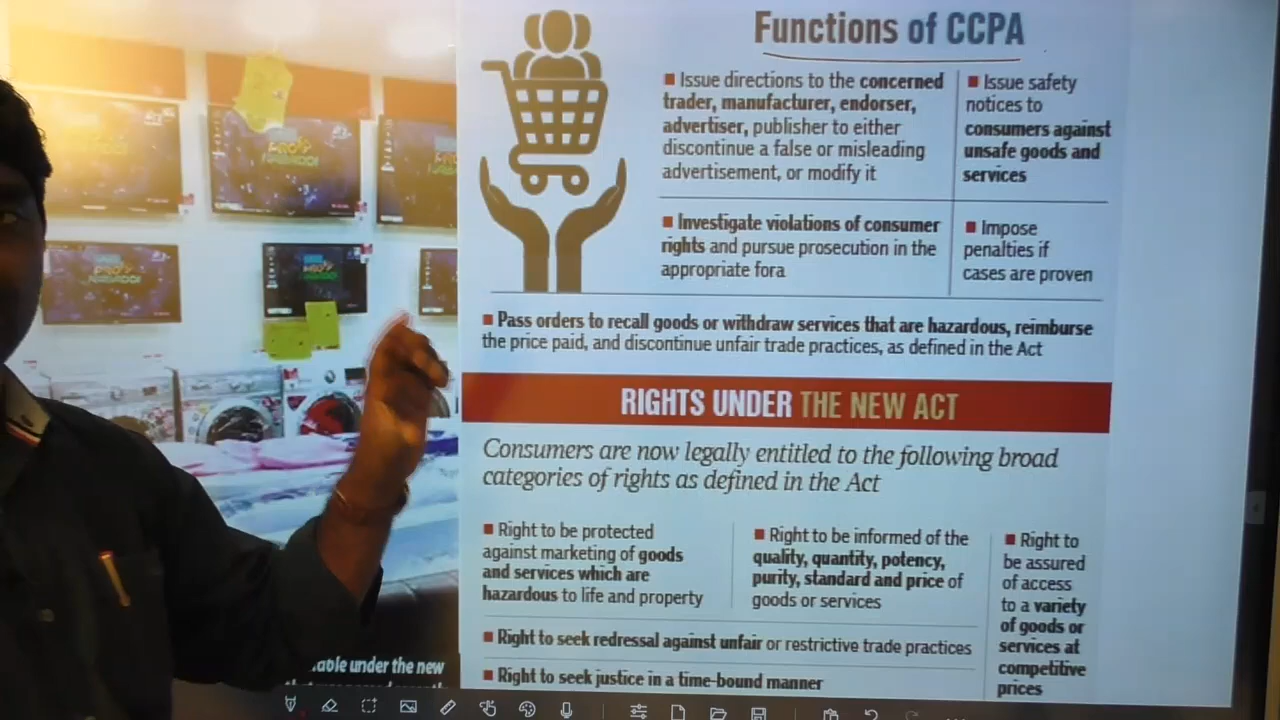 Functions of CCPA
■ Issue directions to the concerned
trader, manufacturer, endorser,
advertiser, publisher to either
discontinue a false or misleading
advertisement, or modify it
■ Issue safety
notices to
consumers against
unsafe goods and
services
■ Investigate violations of consumer
rights and pursue prosecution in the
appropriate fora
■ Impose
penalties if
cases are proven
■ Pass orders to recall goods or withdraw services that are hazardous, reimburse
the price paid, and discontinue unfair trade practices, as defined in the Act
RIGHTS UNDER THE NEW ACT
Consumers are now legally entitled to the following broad
categories of rights as defined in the Act
■ Right to be protected
against marketing of goods
and services which are
hazardous to life and property
■ Right to be informed of the
quality, quantity, potency,
purity, standard and price of
goods or services
■ Right to
be assured
of access
to a variety
of goods or
services at
competitive
prices
■ Right to seek redressal against unfair or restrictive trade practices
■ Right to seek justice in a time-bound manner
under the new